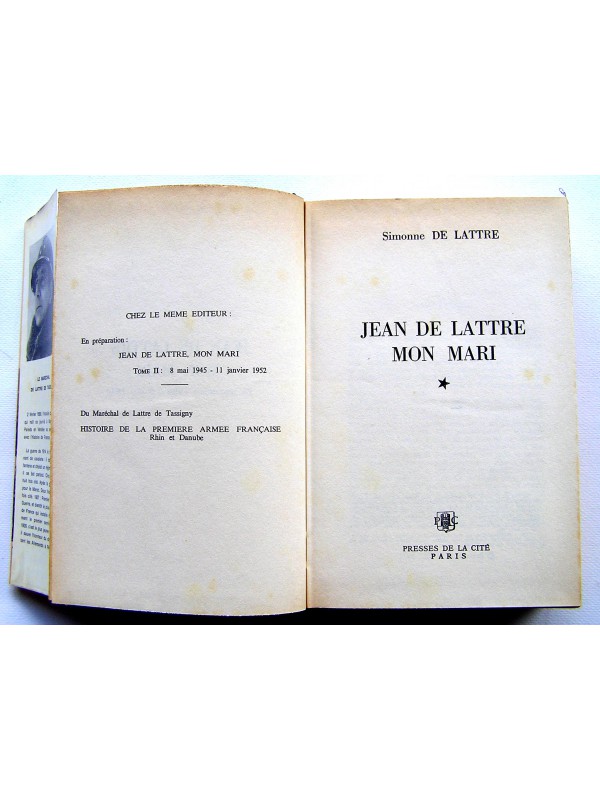 CHEZ LE MEME EDITEUR :
En préparation :
JEAN DE LATTRE, MON MARI
TOME II : 8 mai 1945 - 11 janvier 1952
Du Maréchal de Lattre de Tassigny
HISTOIRE DE LA PREMIERE ARMEE FRANÇAISE
Rhin et Danube
Simonne DE LATTRE
JEAN DE LATTRE
MON MARI
PRESSES DE LA CITÉ
PARIS